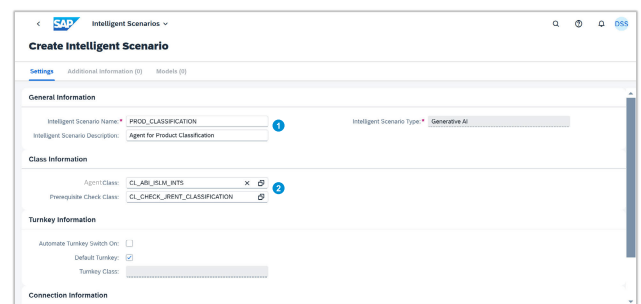 SAP Intelligent Scenarios DSS
Create Intelligent Scenario
Settings Additional Information (0) Models (0)
General Information
Intelligent Scenario Name:* PROD_CLASSIFICATION 1 Intelligent Scenario Type:* Generative AI
Intelligent Scenario Description: Agent for Product Classification
Class Information
AgentClass: CL_ABI_ISLM_INTS 2
Prerequisite Check Class: CL_CHECK_JRENT_CLASSIFICATION
Turnkey Information
Automate Turnkey Switch On:
Default Turnkey:
Turnkey Class:
Connection Information